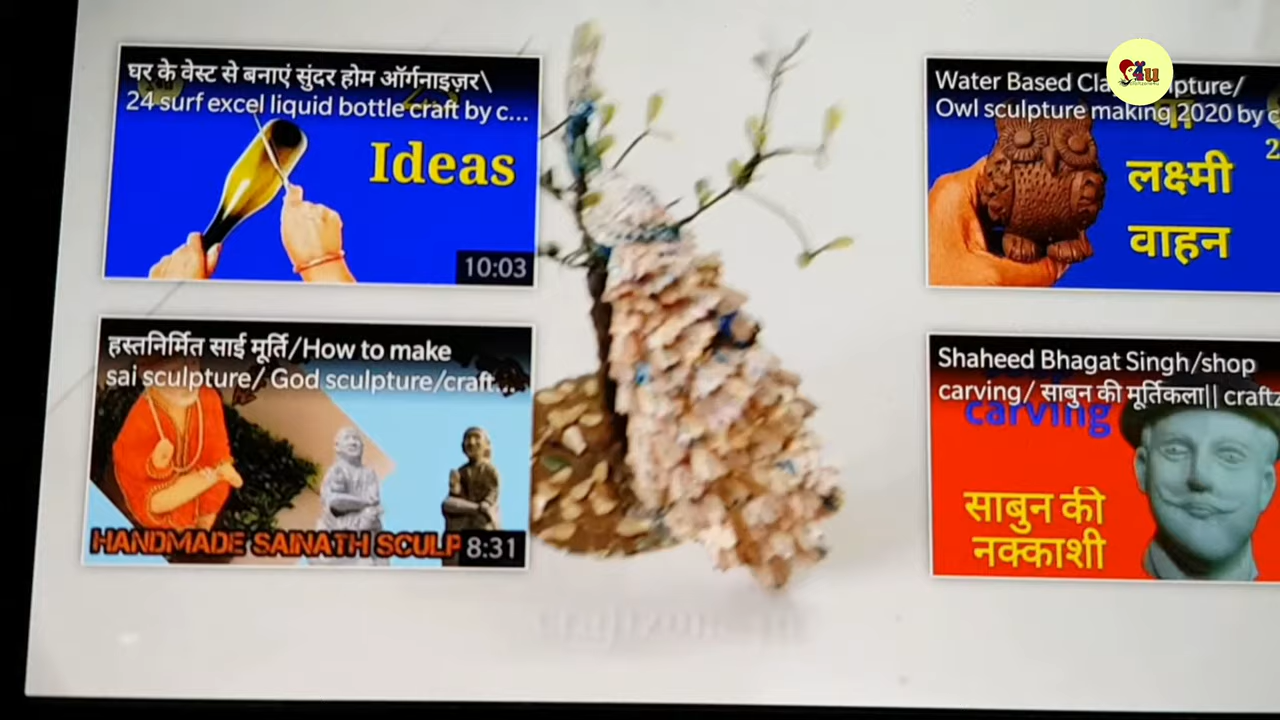 घर के वेस्ट से बनाएं सुंदर होम ऑर्गनाइज़र\
24 surf excel liquid bottle craft by c...
Ideas
10:03
हस्तनिर्मित साई मूर्ति/How to make
sai sculpture/ God sculpture/craft...
HANDMADE SAINATH SCULP
8:31
4u
Water Based
Owl sculpture making 2020 by
लक्ष्मी
वाहन
Shaheed Bhagat Singh/shop
carving/ साबुन की मूर्तिकला|| craftz
carving
साबुन की
नक्काशी